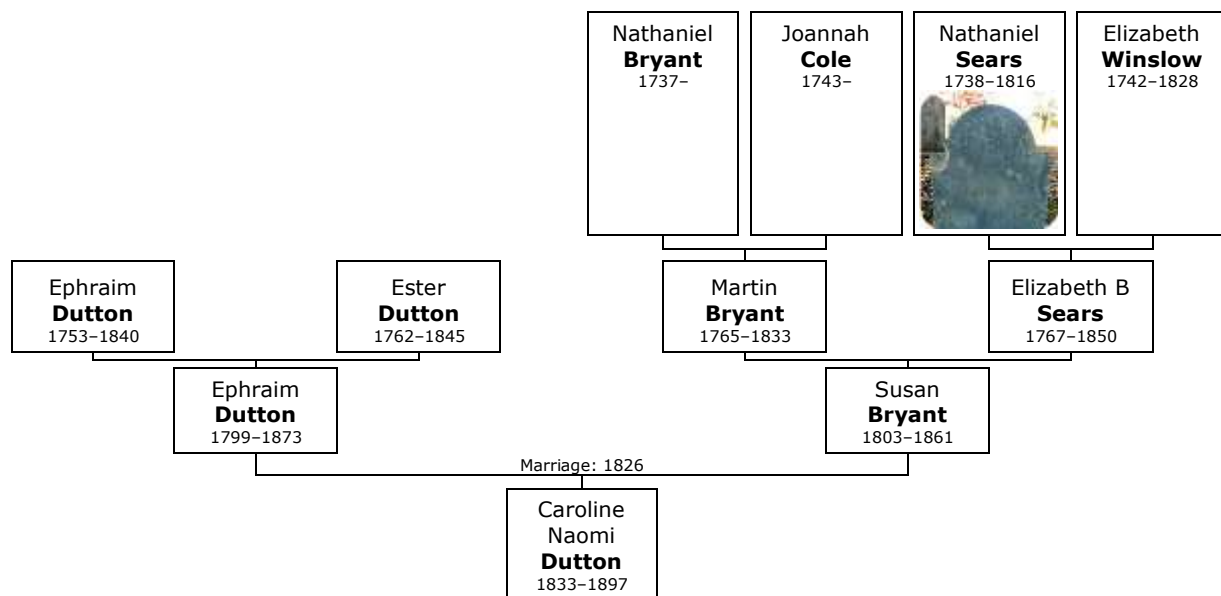 Nathaniel
Bryant
1737–
Joannah
Cole
1743–
Nathaniel
Sears
1738–1816
Elizabeth
Winslow
1742–1828
Ephraim
Dutton
1753–1840
Ester
Dutton
1762–1845
Martin
Bryant
1765–1833
Elizabeth B
Sears
1767–1850
Ephraim
Dutton
1799–1873
Susan
Bryant
1803–1861
Marriage: 1826
Caroline
Naomi
Dutton
1833–1897